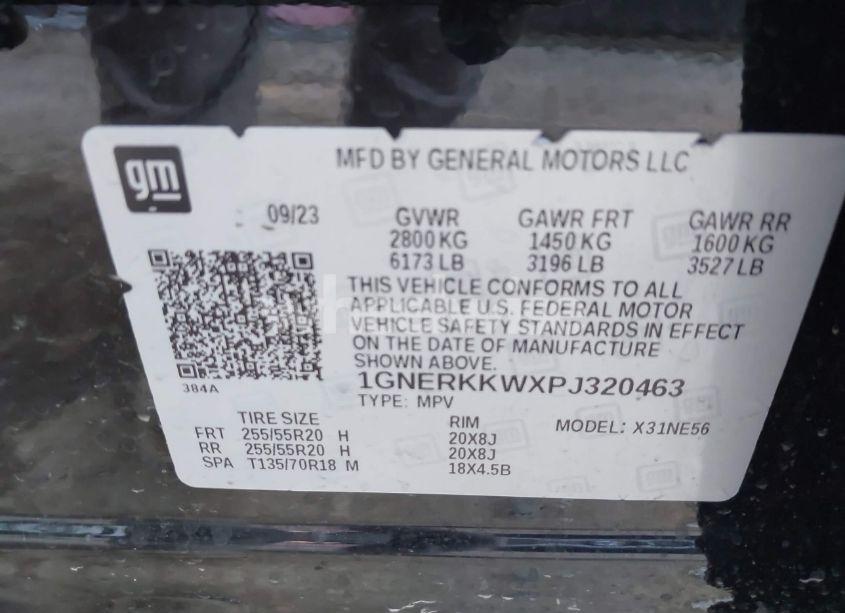 gm
MFD BY GENERAL MOTORS LLC
09/23
GVWR GAWR FRT GAWR RR
2800 KG 1450 KG 1600 KG
6173 LB 3196 LB 3527 LB
THIS VEHICLE CONFORMS TO ALL
APPLICABLE U.S. FEDERAL MOTOR
VEHICLE SAFETY STANDARDS IN EFFECT
ON THE DATE OF MANUFACTURE
SHOWN ABOVE.
384A
1GNERKKWXPJ320463
TYPE: MPV
TIRE SIZE RIM MODEL: X31NE56
FRT 255/55R20 H 20X8J
RR 255/55R20 H 20X8J
SPA T135/70R18 M 18X4.5B